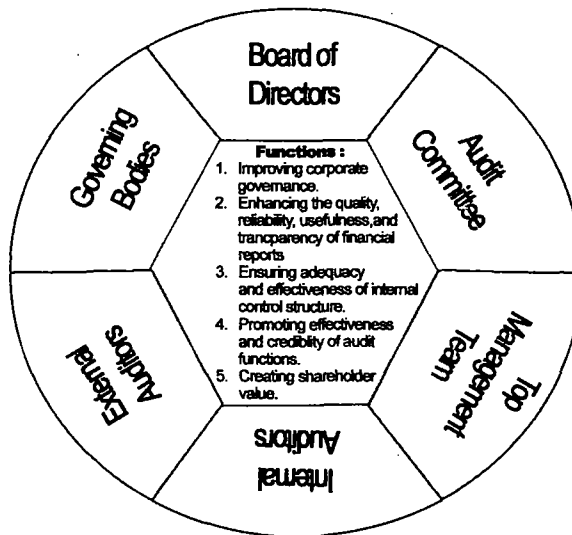 Board of
Directors
Audit
Committee
Top
Management
Team
Internal
Auditors
External
Auditors
Governing
Bodies
Functions :
1. Improving corporate
governance.
2. Enhancing the quality,
reliability, usefulness,and
trancparency of financial
reports
3. Ensuring adequacy
and effectiveness of internal
control structure.
4. Promoting effectiveness
and credibility of audit
functions.
5. Creating shareholder
value.